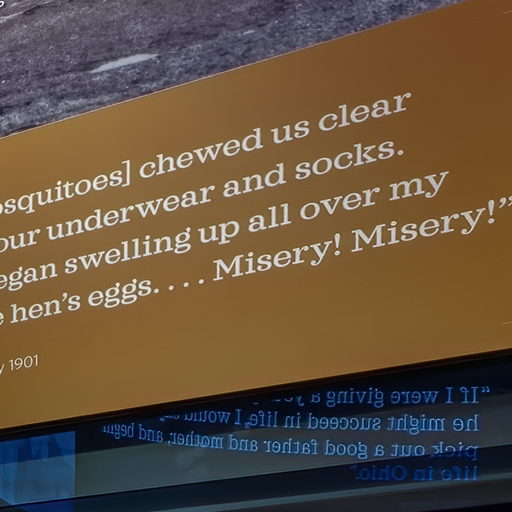 osquitoes] chewed us clear
our underwear and socks.
egan swelling up all over my
e hen's eggs. . . . Misery! Misery!”
y 1901
“If I were giving a
he might succeed in life, I would
pick out a good father and mother, and begin
life in Ohio.”